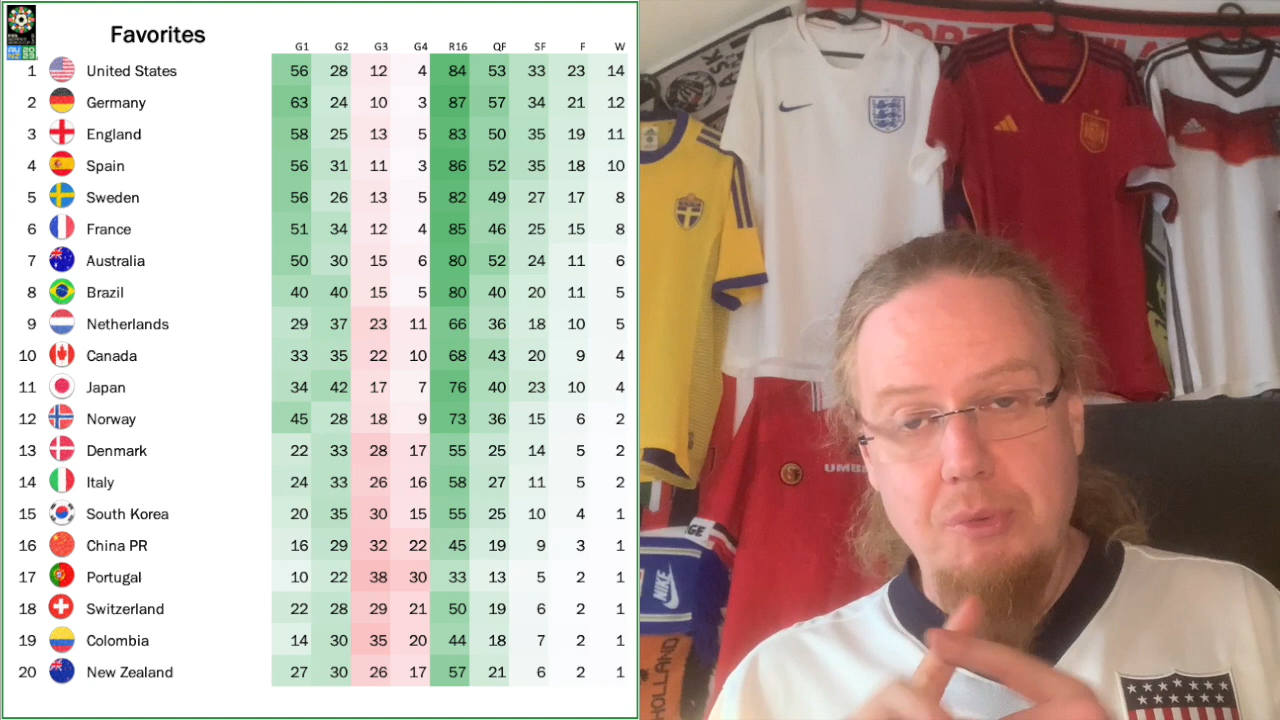 Favorites
G1 G2 G3 G4 R16 QF SF F W
1 United States 56 28 12 4 84 53 33 23 14
2 Germany 63 24 10 3 87 57 34 21 12
3 England 58 25 13 5 83 50 35 19 11
4 Spain 56 31 11 3 86 52 35 18 10
5 Sweden 56 26 13 5 82 49 27 17 8
6 France 51 34 12 4 85 46 25 15 8
7 Australia 50 30 15 6 80 52 24 11 6
8 Brazil 40 40 15 5 80 40 20 11 5
9 Netherlands 29 37 23 11 66 36 18 10 5
10 Canada 33 35 22 10 68 43 20 9 4
11 Japan 34 42 17 7 76 40 23 10 4
12 Norway 45 28 18 9 73 36 15 6 2
13 Denmark 22 33 28 17 55 25 14 5 2
14 Italy 24 33 26 16 58 27 11 5 2
15 South Korea 20 35 30 15 55 25 10 4 1
16 China PR 16 29 32 22 45 19 9 3 1
17 Portugal 10 22 38 30 33 13 5 2 1
18 Switzerland 22 28 29 21 50 19 6 2 1
19 Colombia 14 30 35 20 44 18 7 2 1
20 New Zealand 27 30 26 17 57 21 6 2 1
UMB
NIKE
HOLLAND